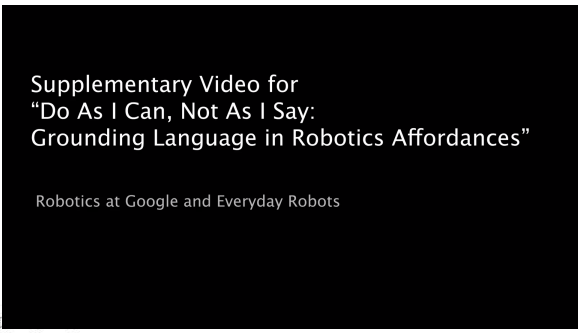 Supplementary Video for
“Do As I Can, Not As I Say:
Grounding Language in Robotics Affordances”
Robotics at Google and Everyday Robots